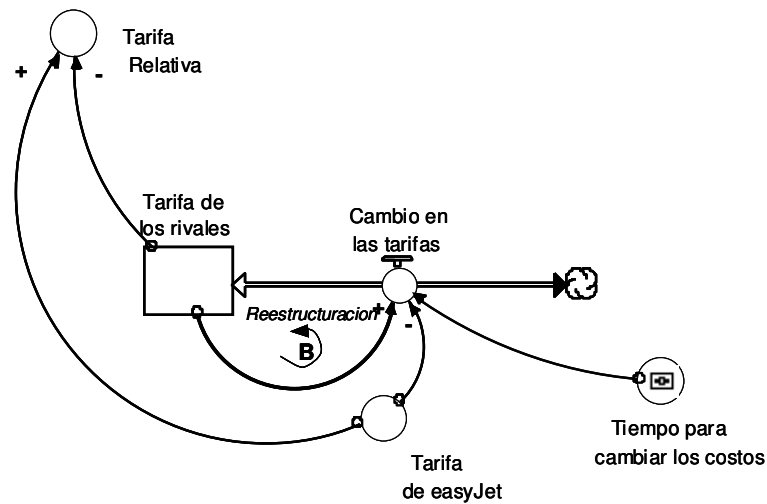 Tarifa
Relativa
+
-
Tarifa de
los rivales
Cambio en
las tarifas
Reestructuracion
+
-
B
Tiempo para
cambiar los costos
Tarifa
de easyJet